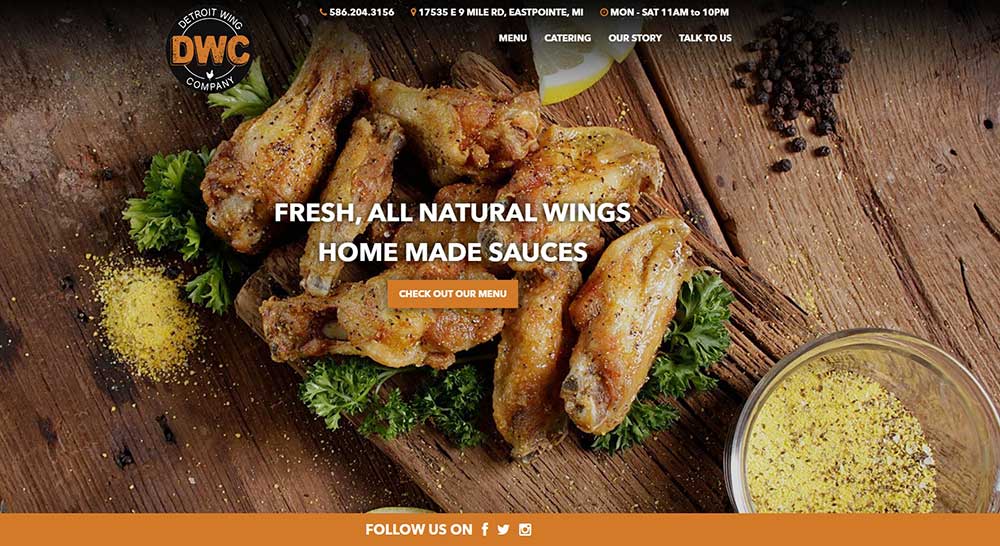 DETROIT WING
DWC
COMPANY
586.204.3156 17535 E 9 MILE RD, EASTPOINTE, MI MON - SAT 11AM to 10PM
MENU CATERING OUR STORY TALK TO US
FRESH, ALL NATURAL WINGS
HOME MADE SAUCES
CHECK OUT OUR MENU
FOLLOW US ON